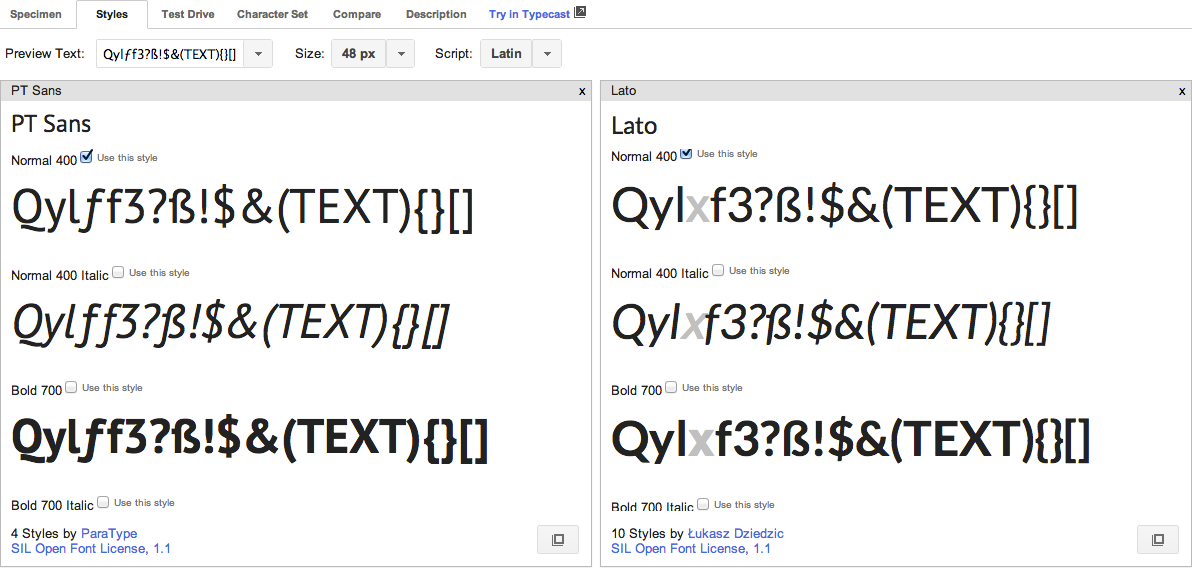 Specimen Styles Test Drive Character Set Compare Description Try in Typecast
Preview Text: Qylƒf3?ß!$&(TEXT){}[] Size: 48 px Script: Latin
PT Sans x
PT Sans
Normal 400 Use this style
Qylƒf3?ß!$&(TEXT){}[]
Normal 400 Italic Use this style
Qylƒf3?ß!$&(TEXT){}[]
Bold 700 Use this style
Qylƒf3?ß!$&(TEXT){}[]
Bold 700 Italic Use this style
4 Styles by ParaType
SIL Open Font License, 1.1
Lato x
Lato
Normal 400 Use this style
Qylxf3?ß!$&(TEXT){}[]
Normal 400 Italic Use this style
Qylxf3?ß!$&(TEXT){}[]
Bold 700 Use this style
Qylxf3?ß!$&(TEXT){}[]
Bold 700 Italic Use this style
10 Styles by Łukasz Dziedzic
SIL Open Font License, 1.1